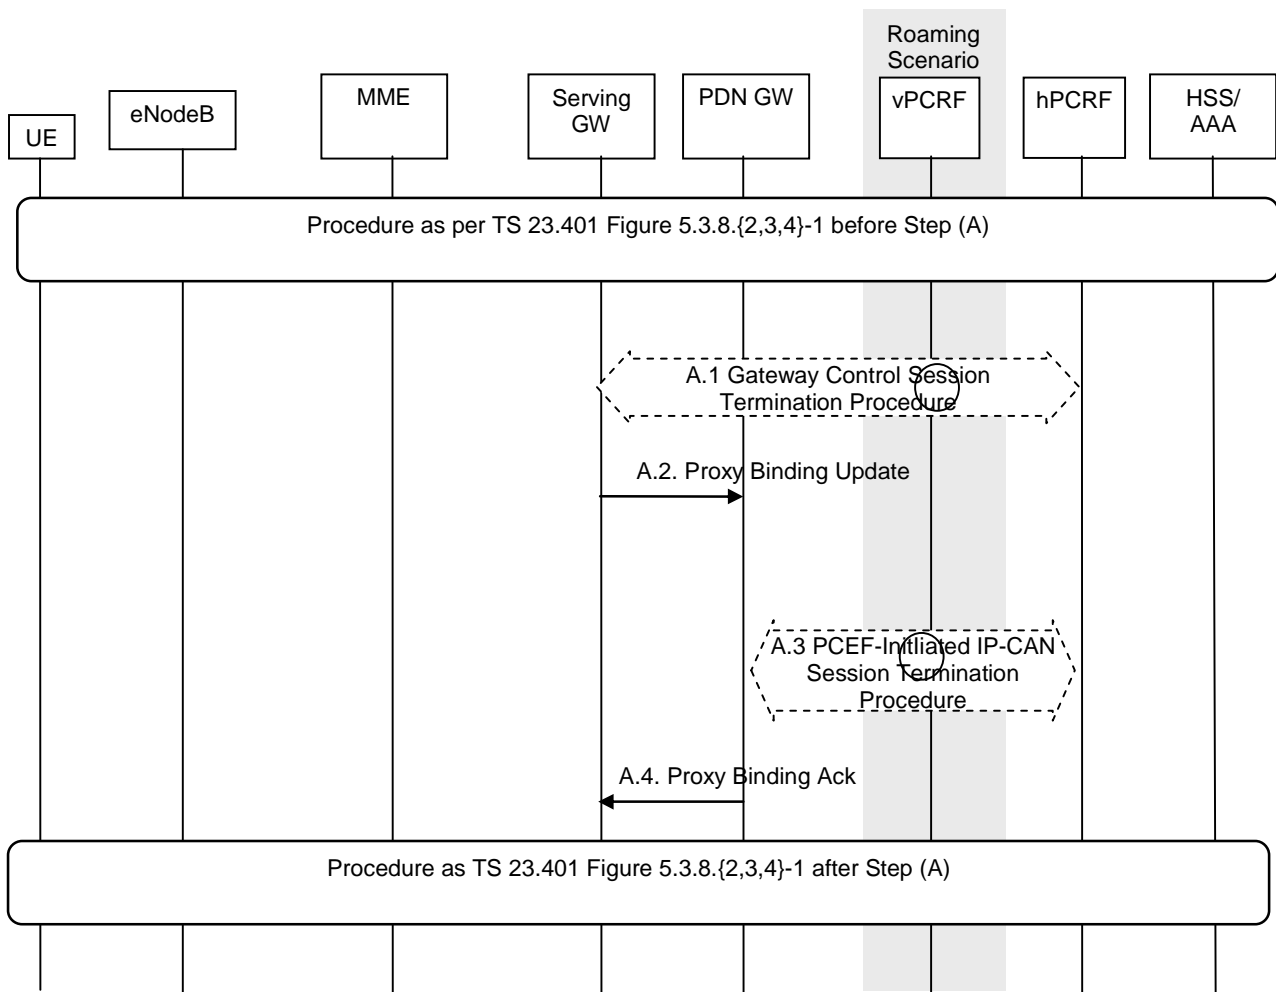 Roaming
Scenario
UE
eNodeB
MME
Serving
GW
PDN GW
vPCRF
hPCRF
HSS/
AAA
Procedure as per TS 23.401 Figure 5.3.8.{2,3,4}-1 before Step (A)
A.1 Gateway Control Session
Termination Procedure
A.2. Proxy Binding Update
A.3 PCEF-Initliated IP-CAN
Session Termination
Procedure
A.4. Proxy Binding Ack
Procedure as TS 23.401 Figure 5.3.8.{2,3,4}-1 after Step (A)